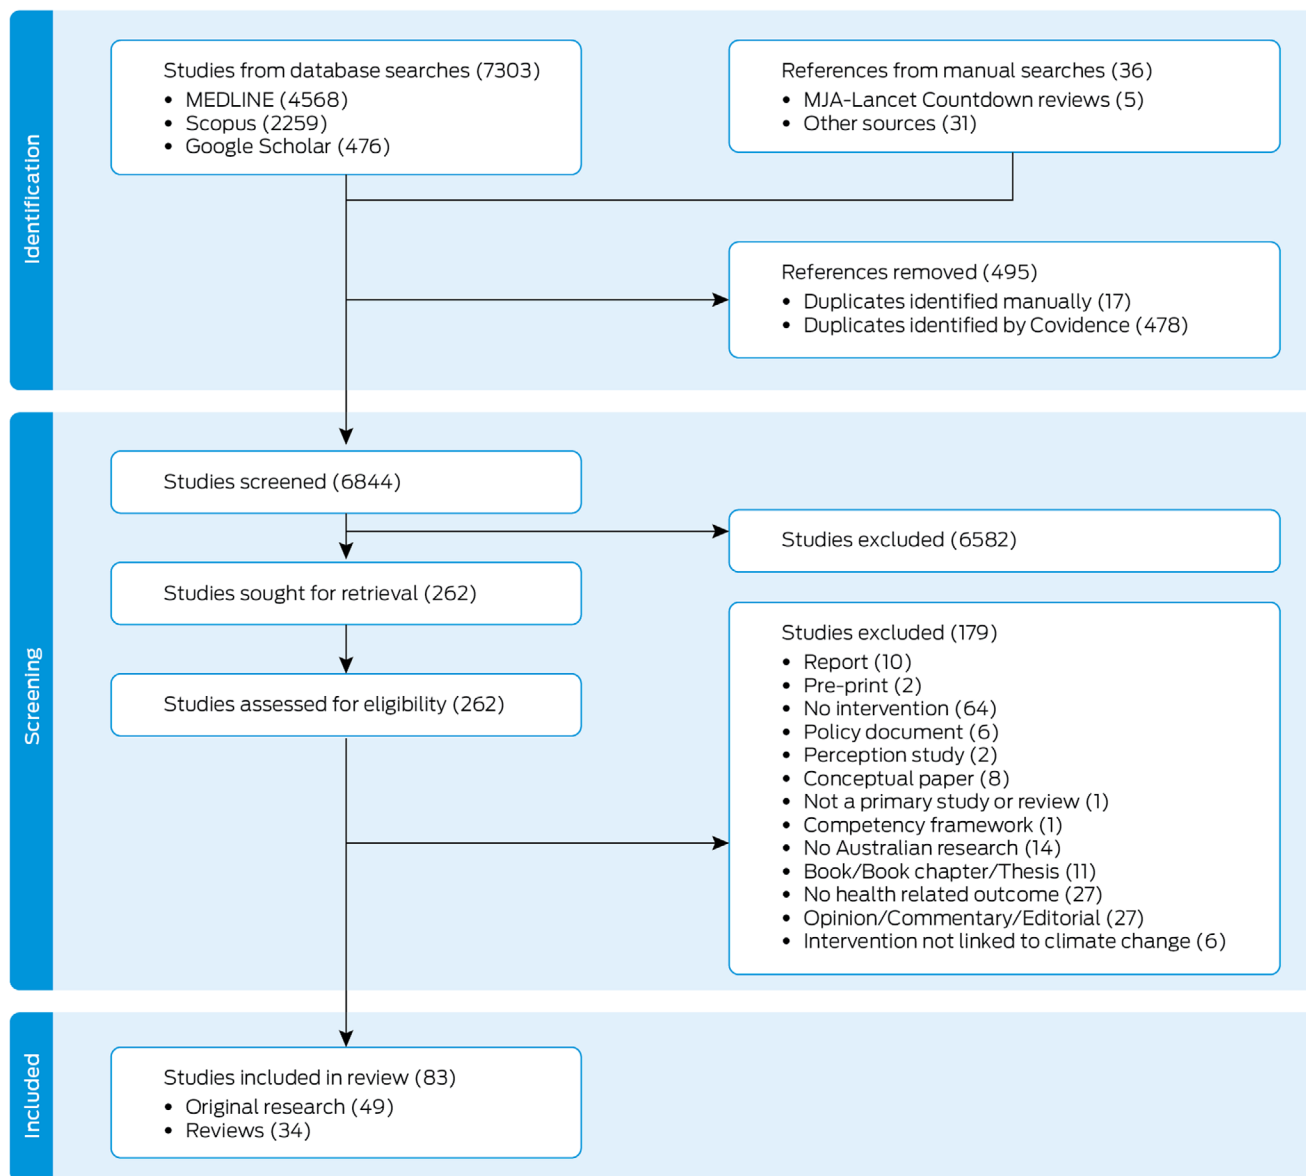 Identification
Studies from database searches (7303)
• MEDLINE (4568)
• Scopus (2259)
• Google Scholar (476)
References from manual searches (36)
• MJA-Lancet Countdown reviews (5)
• Other sources (31)
References removed (495)
• Duplicates identified manually (17)
• Duplicates identified by Covidence (478)
Screening
Studies screened (6844)
Studies excluded (6582)
Studies sought for retrieval (262)
Studies assessed for eligibility (262)
Studies excluded (179)
• Report (10)
• Pre-print (2)
• No intervention (64)
• Policy document (6)
• Perception study (2)
• Conceptual paper (8)
• Not a primary study or review (1)
• Competency framework (1)
• No Australian research (14)
• Book/Book chapter/Thesis (11)
• No health related outcome (27)
• Opinion/Commentary/Editorial (27)
• Intervention not linked to climate change (6)
Included
Studies included in review (83)
• Original research (49)
• Reviews (34)